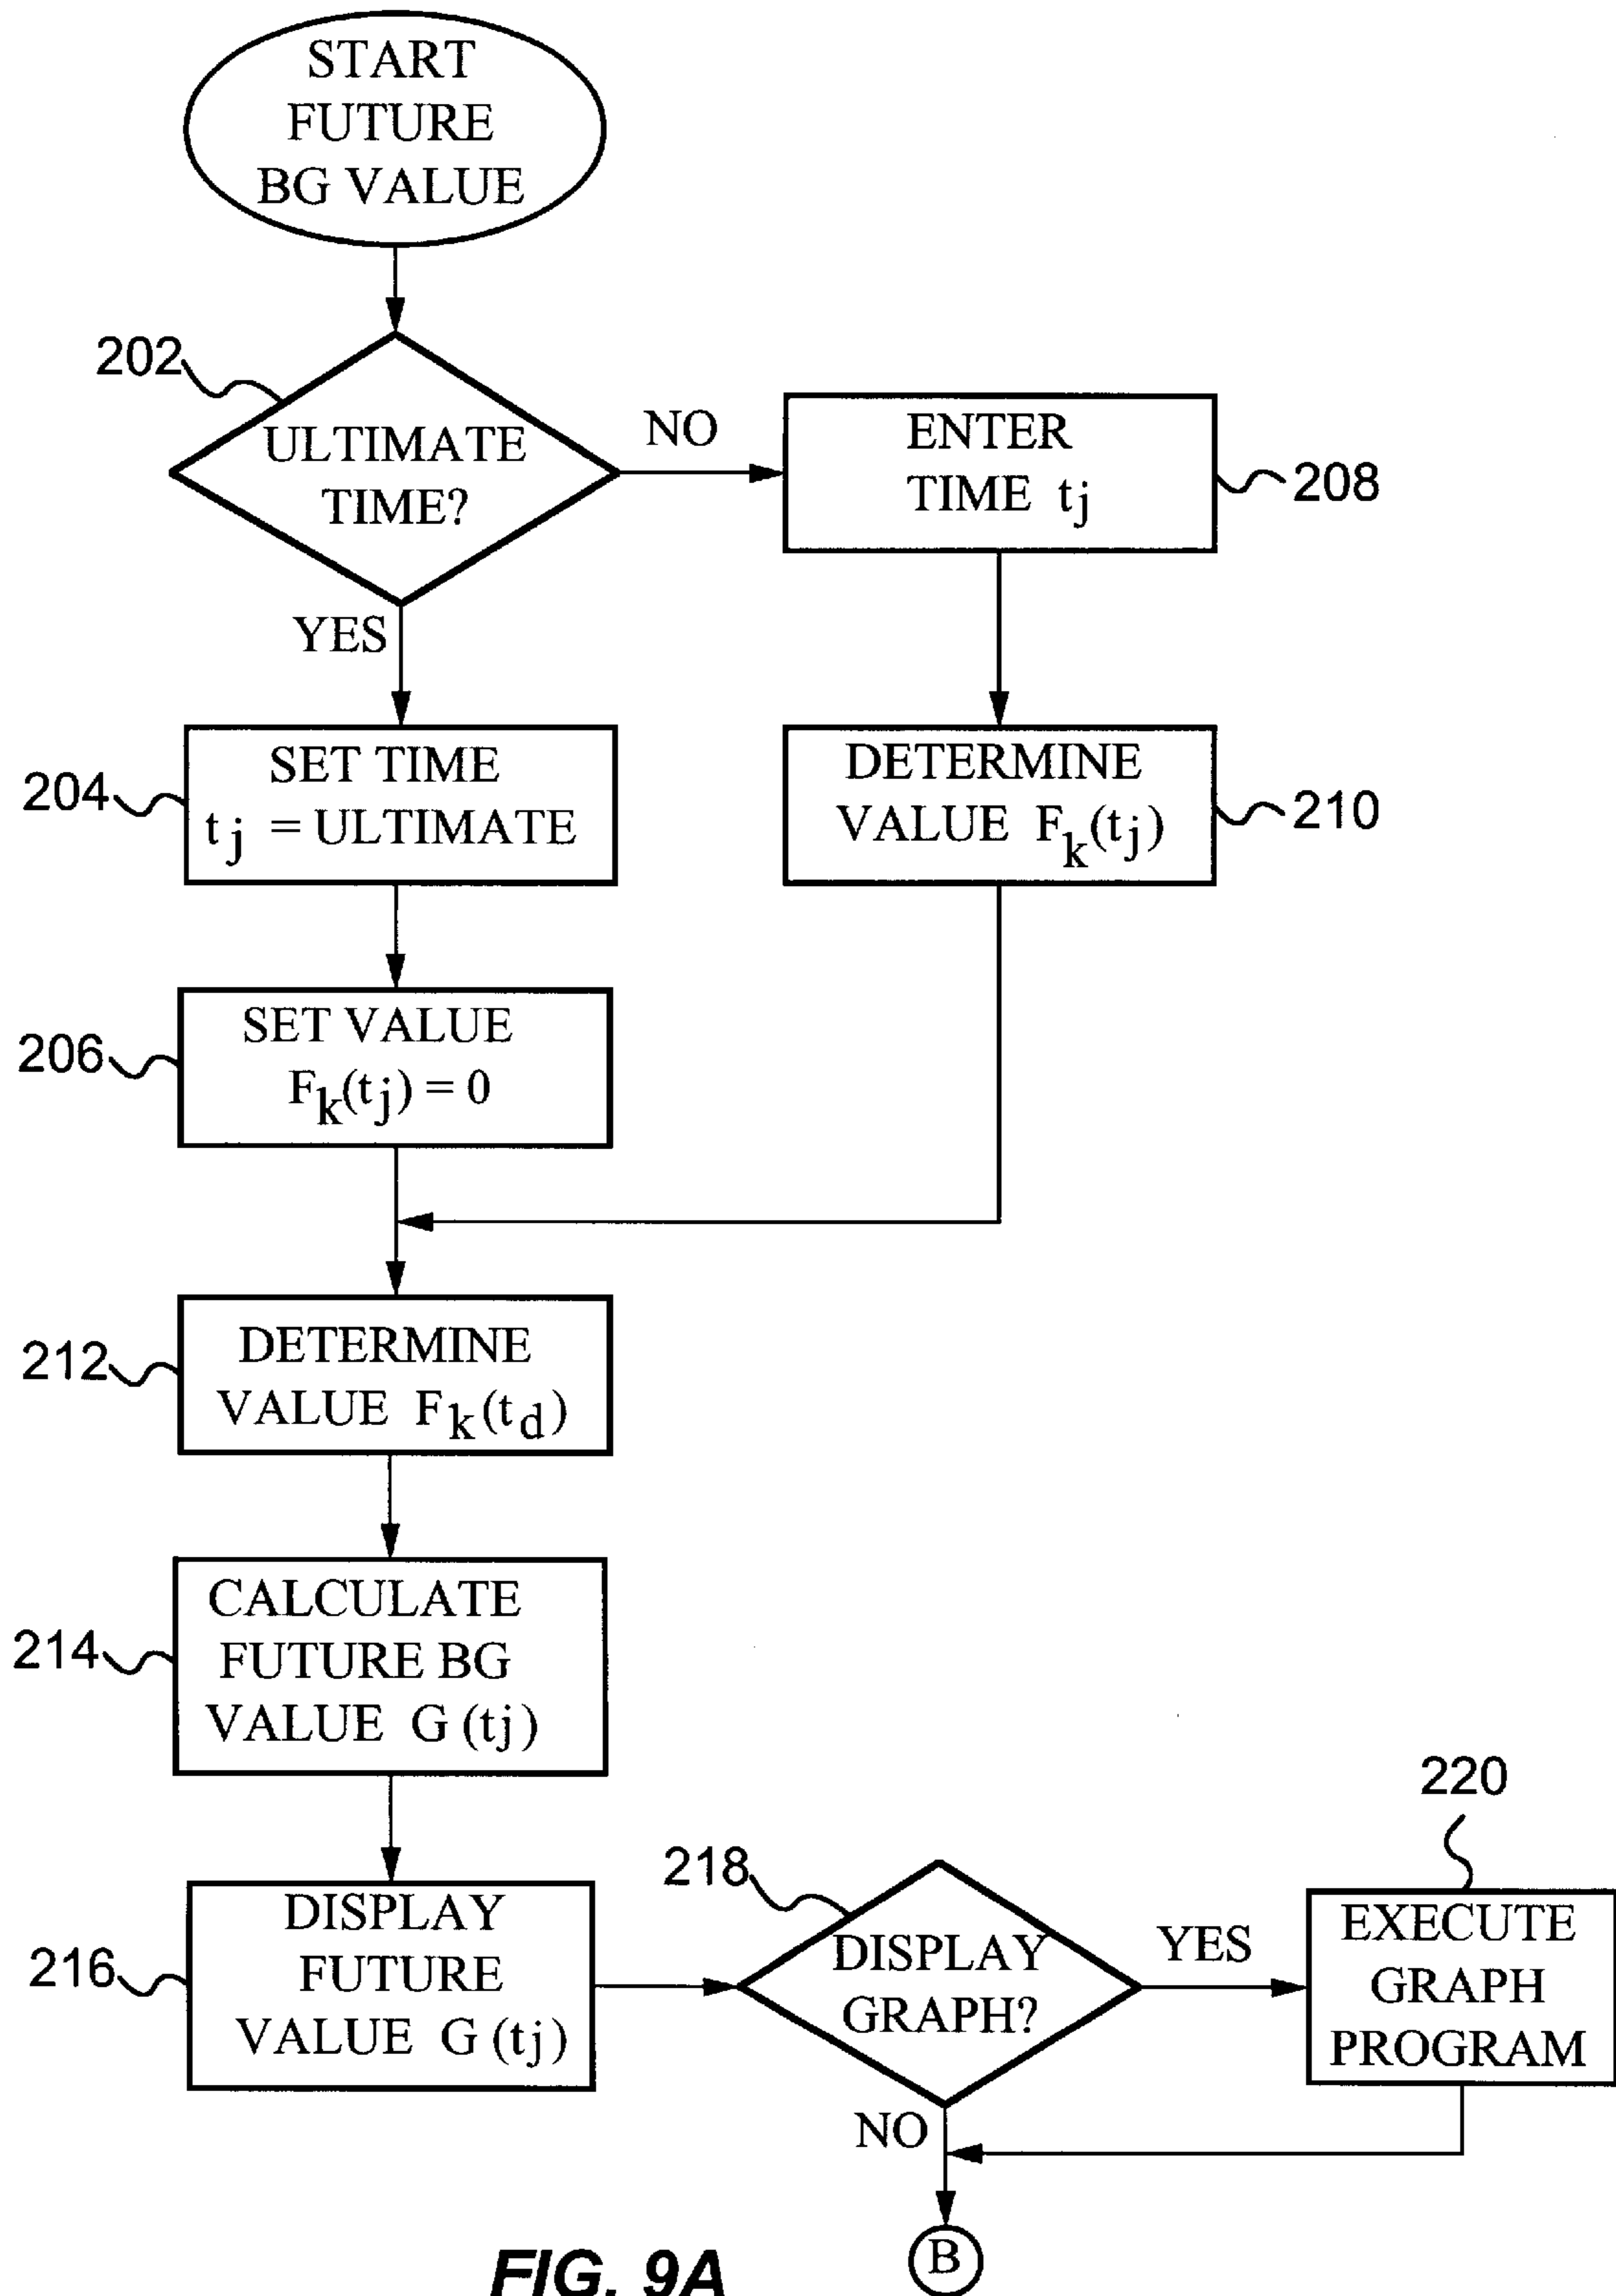 START
FUTURE
BG VALUE
202
ULTIMATE
TIME?
NO
ENTER
TIME tj
208
YES
204
SET TIME
tj = ULTIMATE
DETERMINE
VALUE Fk(tj)
210
206
SET VALUE
Fk(tj) = 0
212
DETERMINE
VALUE Fk(td)
214
CALCULATE
FUTURE BG
VALUE G (tj)
216
DISPLAY
FUTURE
VALUE G (tj)
218
DISPLAY
GRAPH?
YES
220
EXECUTE
GRAPH
PROGRAM
NO
B
FIG. 9A